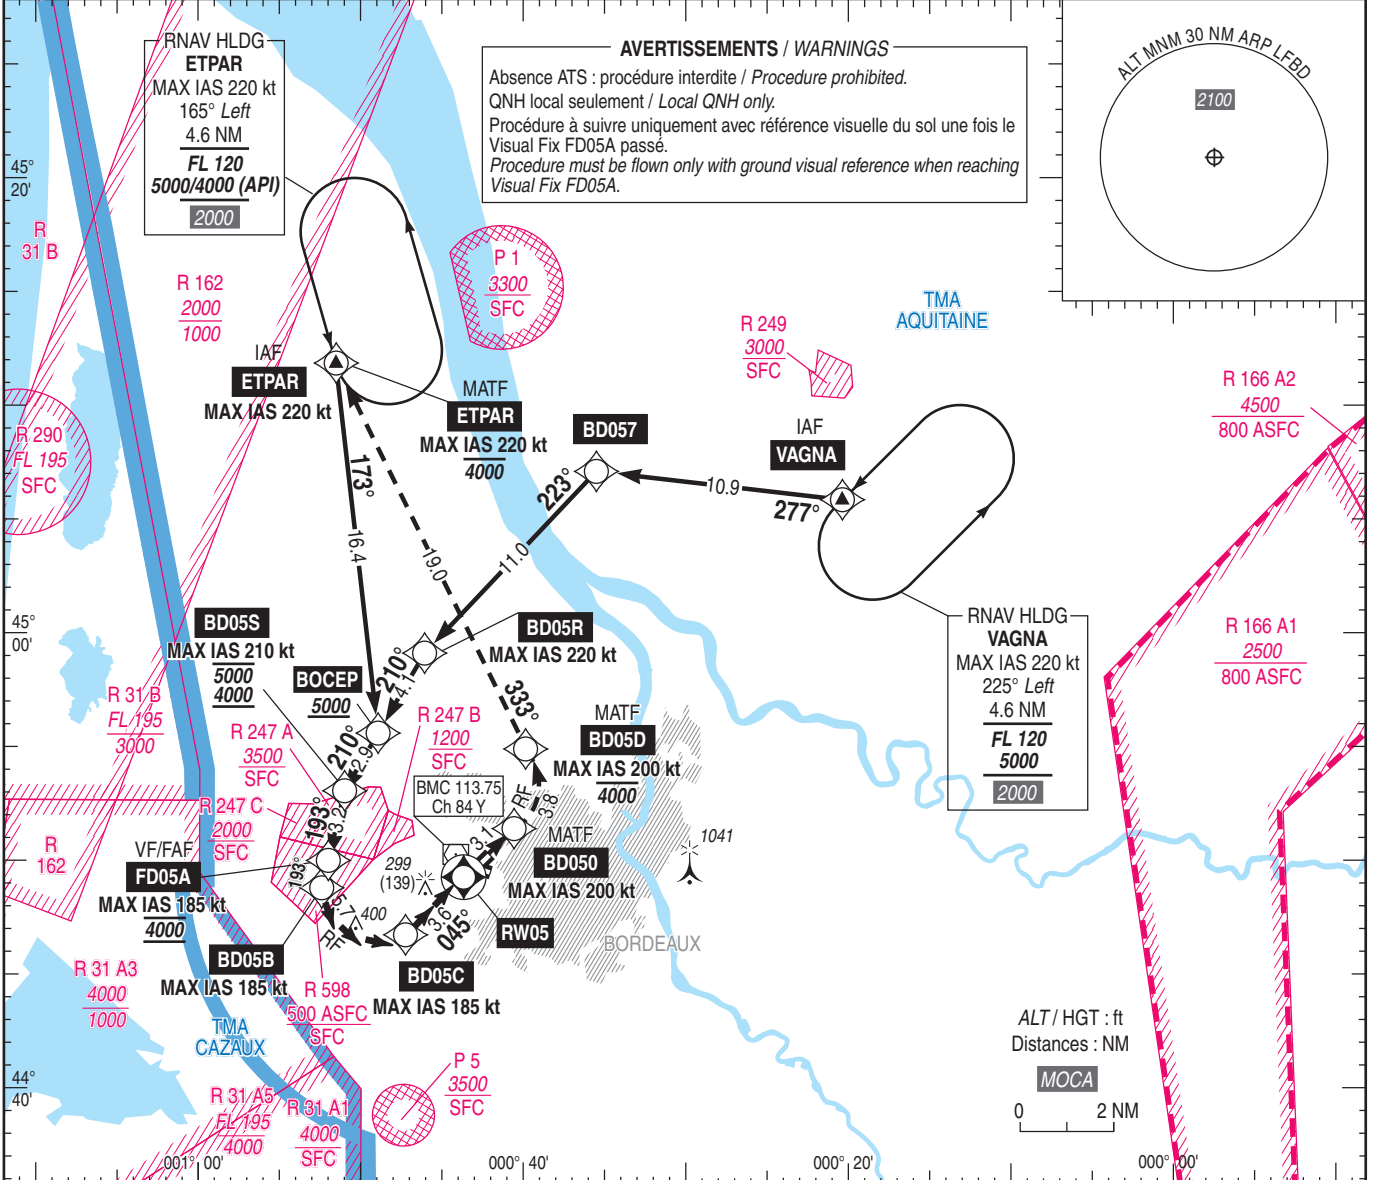 RNAV HLDG
ETPAR
MAX IAS 220 kt
165° Left
4.6 NM
FL 120
5000/4000 (API)
2000
AVERTISSEMENTS / WARNINGS
Absence ATS : procédure interdite / Procedure prohibited.
QNH local seulement / Local QNH only.
Procédure à suivre uniquement avec référence visuelle du sol une fois le
Visual Fix FD05A passé.
Procedure must be flown only with ground visual reference when reaching
Visual Fix FD05A.
ALT MNM 30 NM ARP LFBD
2100
45°
20'
R
31 B
R 162
2000
1000
P 1
3300
SFC
TMA
AQUITAINE
R 249
3000
SFC
R 166 A2
4500
800 ASFC
IAF
ETPAR
MAX IAS 220 kt
MATF
ETPAR
MAX IAS 220 kt
4000
BD057
IAF
VAGNA
R 290
FL 195
SFC
173°
16.4
19.0
223°
11.0
10.9
277°
45°
00'
BD05S
MAX IAS 210 kt
5000
4000
BOCEP
5000
210°
4.1
BD05R
MAX IAS 220 kt
RNAV HLDG
VAGNA
MAX IAS 220 kt
225° Left
4.6 NM
FL 120
5000
2000
R 166 A1
2500
800 ASFC
R 31 B
FL 195
3000
R 247 A
3500
SFC
210°
2.9
R 247 B
1200
SFC
333°
MATF
BD05D
MAX IAS 200 kt
4000
BMC 113.75
Ch 84 Y
RF
3.8
R 247 C
2000
SFC
193°
3.2
3.1
MATF
BD050
MAX IAS 200 kt
1041
R
162
VF/FAF
FD05A
MAX IAS 185 kt
4000
193°
299
(139)
5.7
400
RF
3.6
045°
RW05
BORDEAUX
BD05B
MAX IAS 185 kt
BD05C
MAX IAS 185 kt
R 31 A3
4000
1000
R 598
500 ASFC
SFC
TMA
CAZAUX
ALT / HGT : ft
Distances : NM
MOCA
0 2 NM
P 5
3500
SFC
44°
40'
R 31 A5
FL 195
4000
R 31 A1
4000
SFC
001° 00'
000° 40'
000° 20'
000° 00'